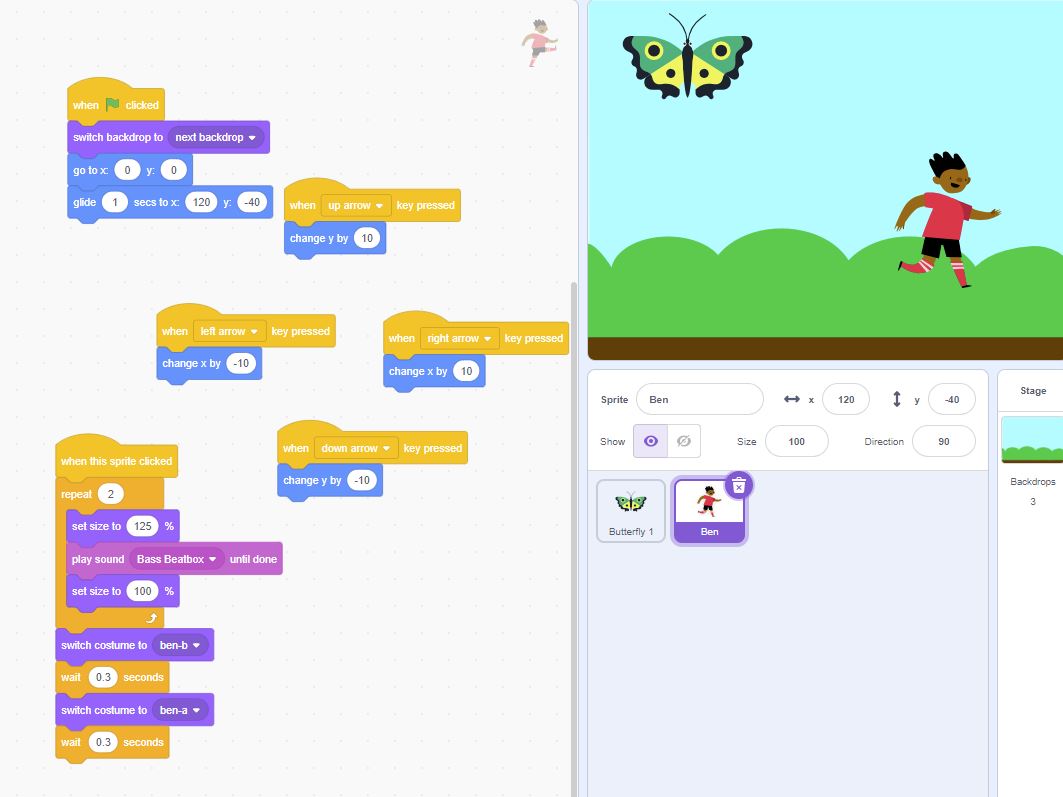 when clicked
switch backdrop to next backdrop
go to x: 0 y: 0
glide 1 secs to x: 120 y: -40
when up arrow key pressed
change y by 10
when left arrow key pressed
change x by -10
when right arrow key pressed
change x by 10
when down arrow key pressed
change y by -10
when this sprite clicked
repeat 2
set size to 125 %
play sound Bass Beatbox until done
set size to 100 %
switch costume to ben-b
wait 0.3 seconds
switch costume to ben-a
wait 0.3 seconds
Sprite Ben x 120 y -40
Show Size 100 Direction 90
Butterfly 1
Ben
Stage
Backdrops
3